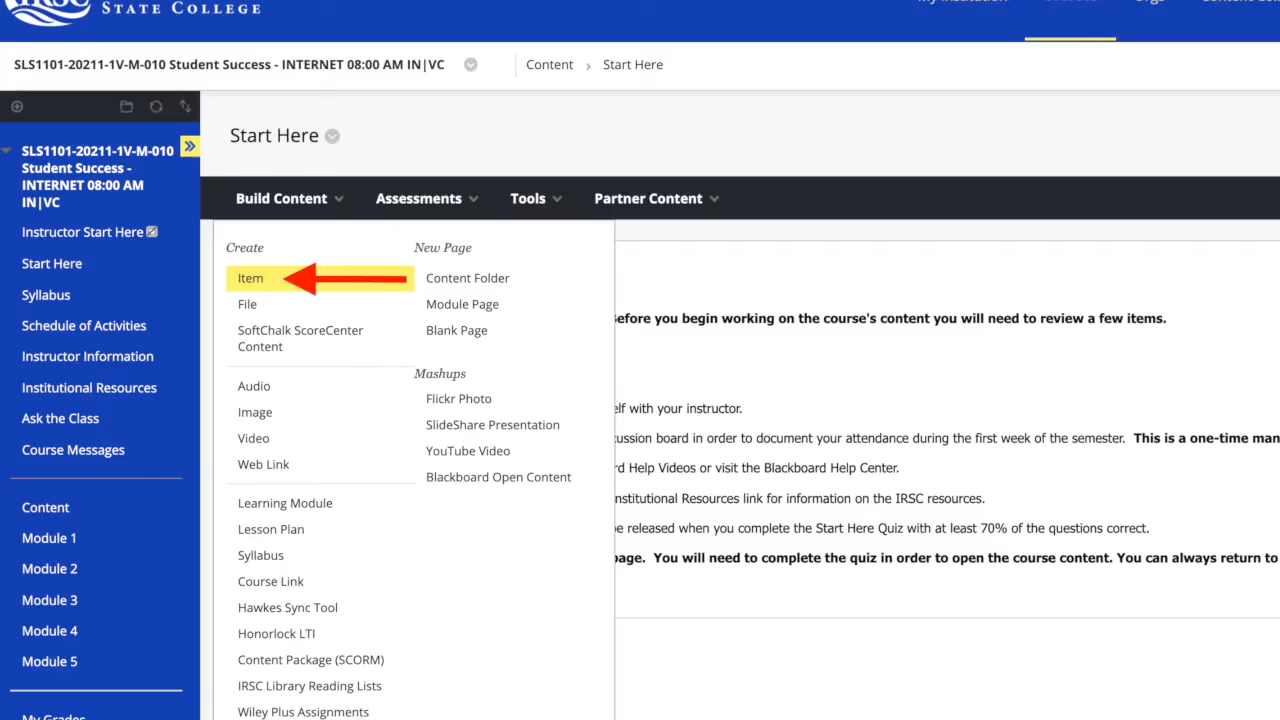 IRSC STATE COLLEGE
SLS1101-20211-1V-M-010 Student Success - INTERNET 08:00 AM IN|VC
Content
Start Here
SLS1101-20211-1V-M-010
Student Success -
INTERNET 08:00 AM
IN|VC
Instructor Start Here
Start Here
Syllabus
Schedule of Activities
Instructor Information
Institutional Resources
Ask the Class
Course Messages
Content
Module 1
Module 2
Module 3
Module 4
Module 5
My Grades
Start Here
Build Content
Assessments
Tools
Partner Content
Create
Item
File
SoftChalk ScoreCenter
Content
Audio
Image
Video
Web Link
Learning Module
Lesson Plan
Syllabus
Course Link
Hawkes Sync Tool
Honorlock LTI
Content Package (SCORM)
IRSC Library Reading Lists
Wiley Plus Assignments
New Page
Content Folder
Module Page
Blank Page
Mashups
Flickr Photo
SlideShare Presentation
YouTube Video
Blackboard Open Content
Before you begin working on the course's content you will need to review a few items.
with your instructor.
board in order to document your attendance during the first week of the semester. This is a one-time
Help Videos or visit the Blackboard Help Center.
Institutional Resources link for information on the IRSC resources.
be released when you complete the Start Here Quiz with at least 70% of the questions correct.
page. You will need to complete the quiz in order to open the course content. You can always return to